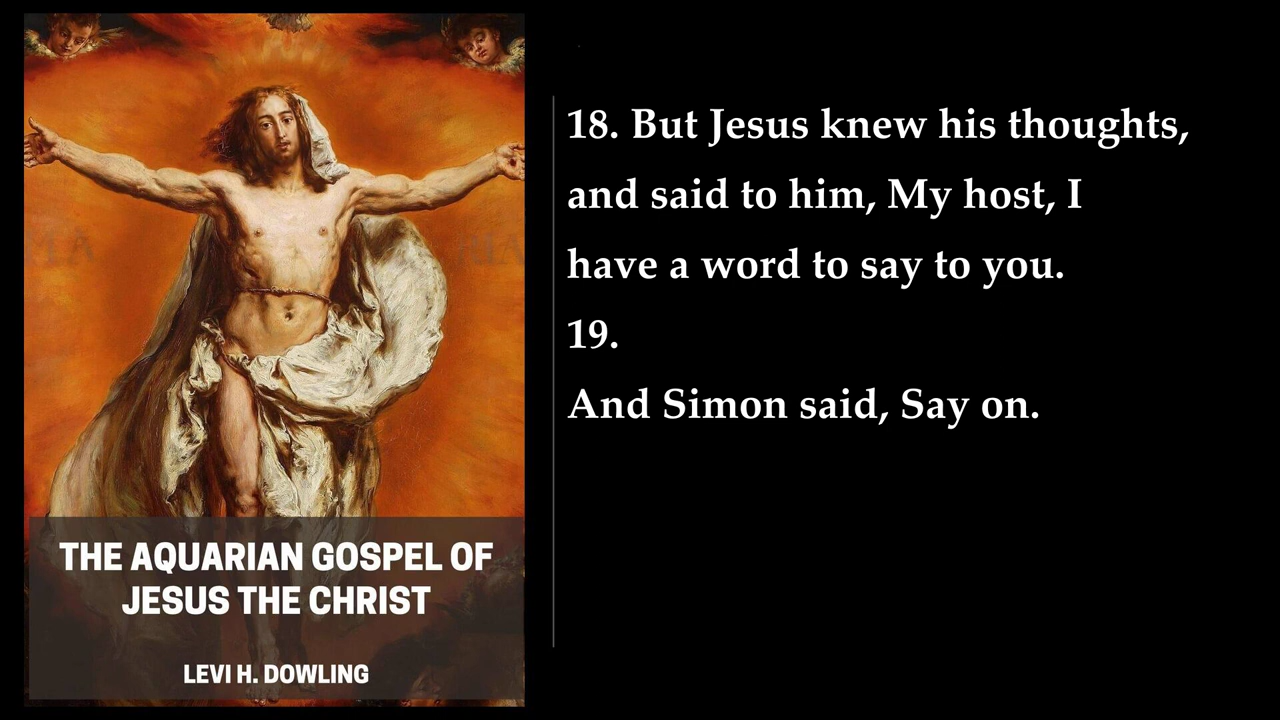 THE AQUARIAN GOSPEL OF
JESUS THE CHRIST
LEVI H. DOWLING
18. But Jesus knew his thoughts,
and said to him, My host, I
have a word to say to you.
19.
And Simon said, Say on.